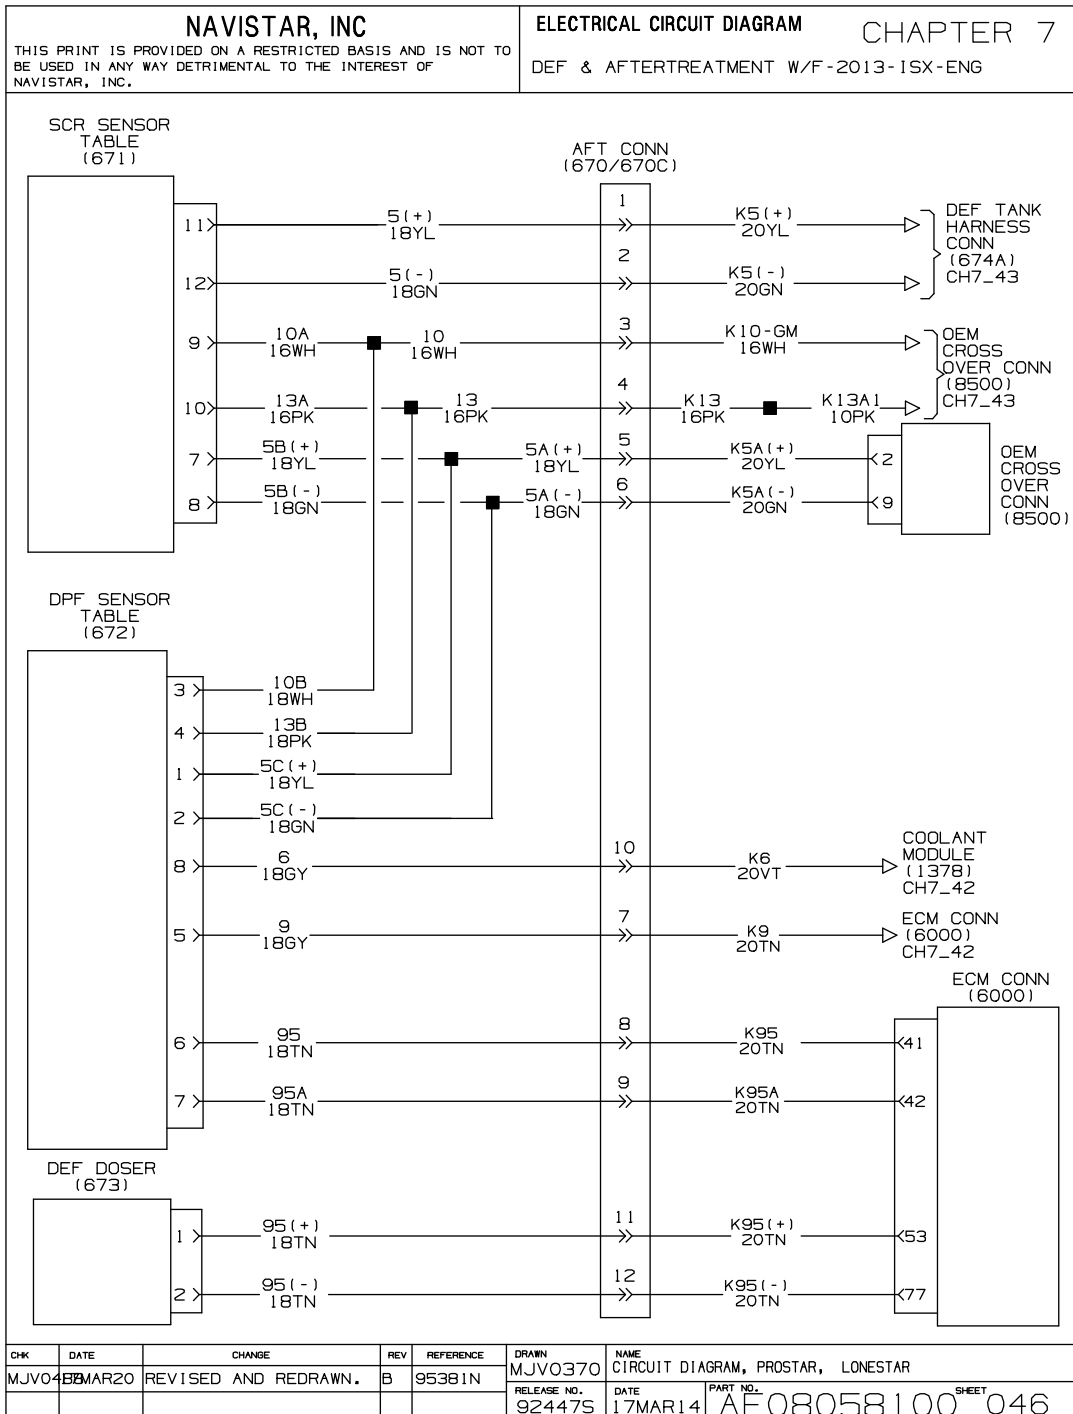 NAVISTAR, INC
THIS PRINT IS PROVIDED ON A RESTRICTED BASIS AND IS NOT TO
BE USED IN ANY WAY DETRIMENTAL TO THE INTEREST OF
NAVISTAR, INC.
ELECTRICAL CIRCUIT DIAGRAM
CHAPTER 7
DEF & AFTERTREATMENT W/F-2013-ISX-ENG
SCR SENSOR
TABLE
(671)
AFT CONN
(670/670C)
11 5(+) 1 K5(+)
18YL 20YL
DEF TANK
HARNESS
CONN
(674A)
CH7_43
12 5(-) 2 K5(-)
18GN 20GN
9 10A 10 3 K10-GM
16WH 16WH 16WH
OEM
CROSS
OVER CONN
(8500)
CH7_43
10 13A 13 4 K13 K13A1
16PK 16PK 16PK 10PK
7 5B(+) 5A(+) 5 K5A(+) 2
18YL 18YL 20YL
8 5B(-) 5A(-) 6 K5A(-) 9
18GN 18GN 20GN
OEM
CROSS
OVER
CONN
(8500)
DPF SENSOR
TABLE
(672)
3 10B
18WH
4 13B
18PK
1 5C(+)
18YL
2 5C(-)
18GN
8 6 10 K6
18GY 20VT
COOLANT
MODULE
(1378)
CH7_42
5 9 7 K9
18GY 20TN
ECM CONN
(6000)
CH7_42
ECM CONN
(6000)
6 95 8 K95 41
18TN 20TN
7 95A 9 K95A 42
18TN 20TN
DEF DOSER
(673)
1 95(+) 11 K95(+) 53
18TN 20TN
2 95(-) 12 K95(-) 77
18TN 20TN
CHK DATE CHANGE REV REFERENCE
REVISED AND REDRAWN. B 95381N
DRAWN
MJV0370
NAME
CIRCUIT DIAGRAM, PROSTAR, LONESTAR
RELEASE NO.
92447S
DATE
17MAR14
PART NO.
AF08058100
SHEET
046